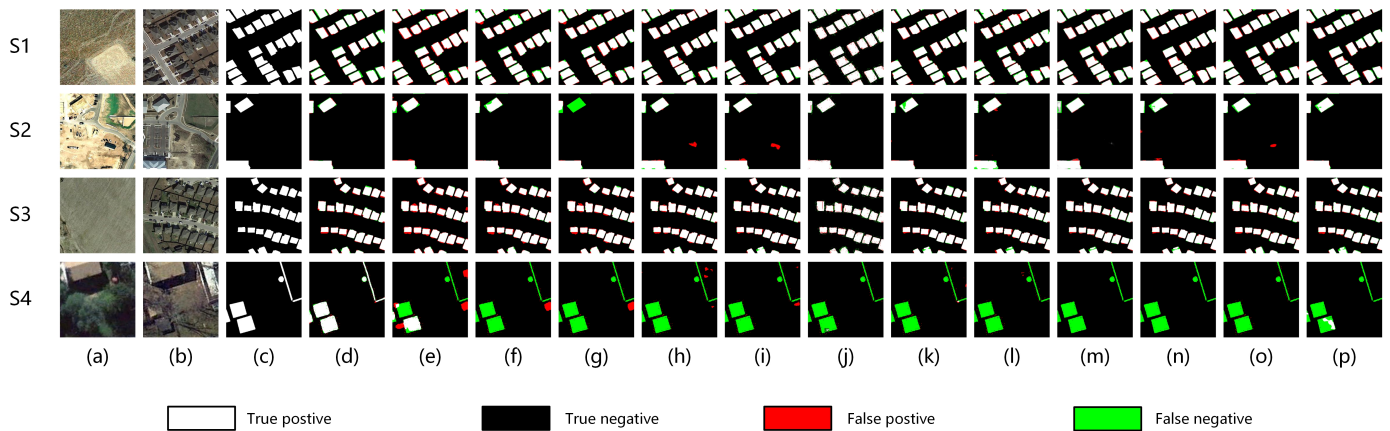 S1
S2
S3
S4
(a) (b) (c) (d) (e) (f) (g) (h) (i) (j) (k) (l) (m) (n) (o) (p)
True postive True negative False postive False negative